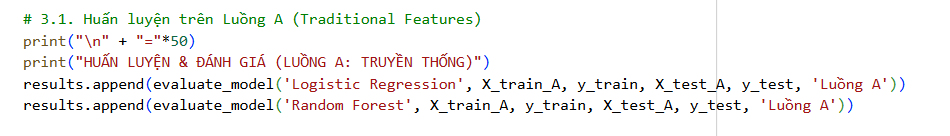 # 3.1. Huấn luyện trên Luồng A (Traditional Features)
print("\n" + "="*50)
print("HUẤN LUYỆN & ĐÁNH GIÁ (LUỒNG A: TRUYỀN THỐNG)")
results.append(evaluate_model('Logistic Regression', X_train_A, y_train, X_test_A, y_test, 'Luồng A'))
results.append(evaluate_model('Random Forest', X_train_A, y_train, X_test_A, y_test, 'Luồng A'))